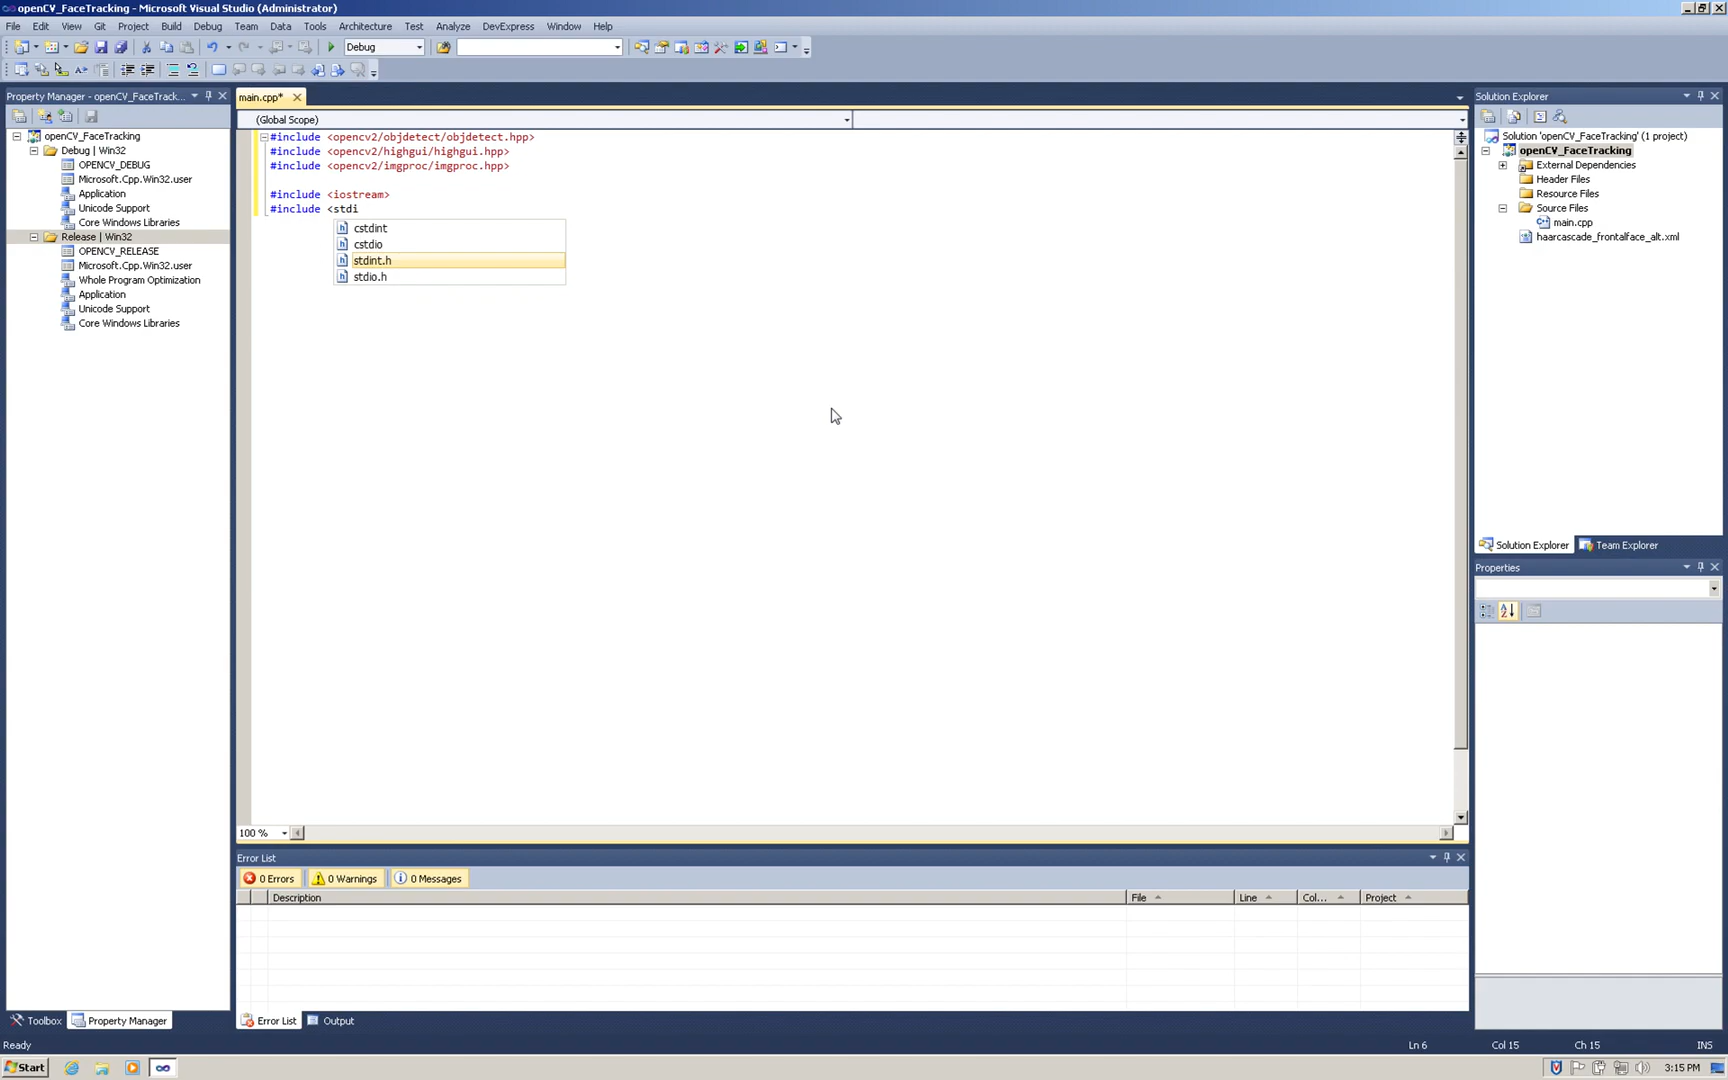 openCV_FaceTracking - Microsoft Visual Studio (Administrator)
File Edit View Git Project Build Debug Team Data Tools Architecture Test Analyze DevExpress Window Help
Debug
Property Manager - openCV_FaceTrack...
openCV_FaceTracking
Debug | Win32
OPENCV_DEBUG
Microsoft.Cpp.Win32.user
Application
Unicode Support
Core Windows Libraries
Release | Win32
OPENCV_RELEASE
Microsoft.Cpp.Win32.user
Whole Program Optimization
Application
Unicode Support
Core Windows Libraries
Toolbox Property Manager
main.cpp*
(Global Scope)
#include <opencv2/objdetect/objdetect.hpp>
#include <opencv2/highgui/highgui.hpp>
#include <opencv2/imgproc/imgproc.hpp>
#include <iostream>
#include <stdi
cstdint
cstdio
stdint.h
stdio.h
100 %
Error List
0 Errors 0 Warnings 0 Messages
Description File Line Col... Project
Error List Output
Solution Explorer
Solution 'openCV_FaceTracking' (1 project)
openCV_FaceTracking
External Dependencies
Header Files
Resource Files
Source Files
main.cpp
haarcascade_frontalface_alt.xml
Solution Explorer Team Explorer
Properties
Ready Ln 6 Col 15 Ch 15 INS
Start 3:15 PM